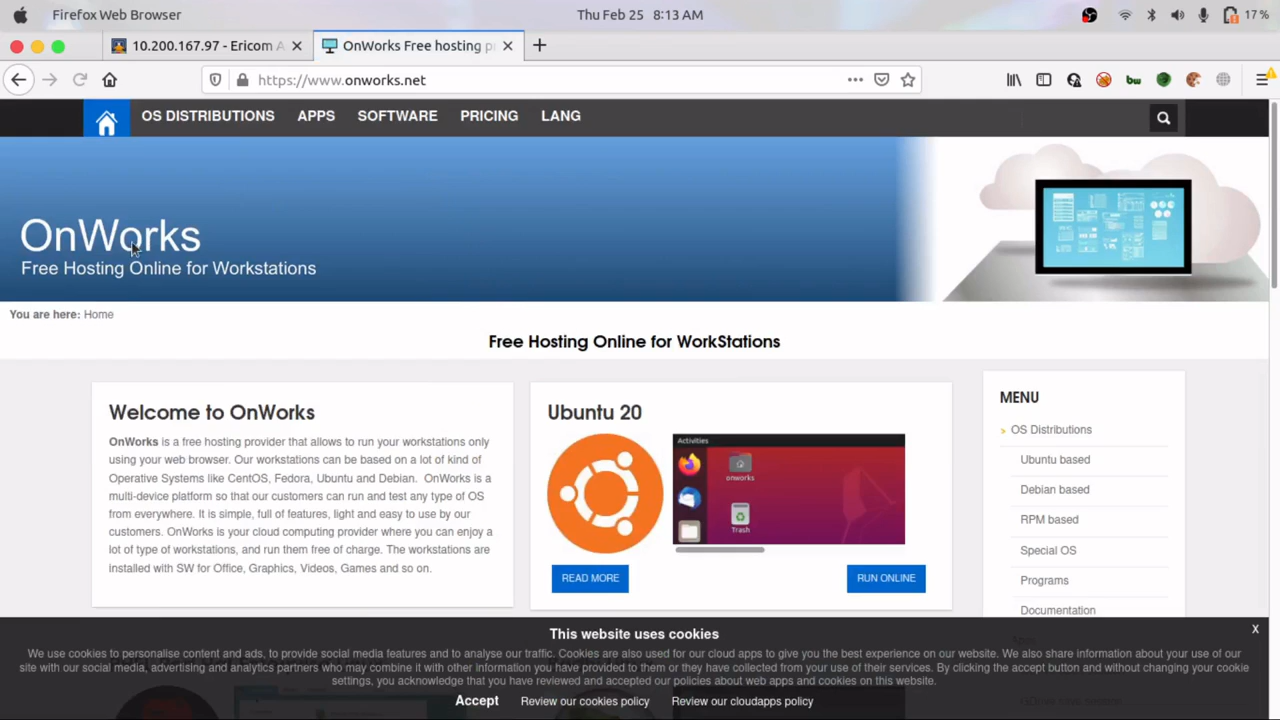 Firefox Web Browser
Thu Feb 25 8:13 AM
17 %
10.200.167.97 - Ericom A
OnWorks Free hosting p
https://www.onworks.net
OS DISTRIBUTIONS
APPS
SOFTWARE
PRICING
LANG
OnWorks
Free Hosting Online for Workstations
You are here: Home
Free Hosting Online for WorkStations
Welcome to OnWorks
OnWorks is a free hosting provider that allows to run your workstations only
using your web browser. Our workstations can be based on a lot of kind of
Operative Systems like CentOS, Fedora, Ubuntu and Debian. OnWorks is a
multi-device platform so that our customers can run and test any type of OS
from everywhere. It is simple, full of features, light and easy to use by our
customers. OnWorks is your cloud computing provider where you can enjoy a
lot of type of workstations, and run them free of charge. The workstations are
installed with SW for Office, Graphics, Videos, Games and so on.
Ubuntu 20
Activities
onworks
Trash
READ MORE
RUN ONLINE
MENU
OS Distributions
Ubuntu based
Debian based
RPM based
Special OS
Programs
Documentation
This website uses cookies
X
We use cookies to personalise content and ads, to provide social media features and to analyse our traffic. Cookies are also used for our cloud apps to give you the best experience on our website. We also share information about your use of our
site with our social media, advertising and analytics partners who combine it with other information you have provided to them or they have collected from your use of their services. By clicking the accept button and without changing your cookie
settings, you acknowledge that you have reviewed and accepted our policies about web apps and cookies on this website.
Accept
Review our cookies policy
Review our cloudapps policy